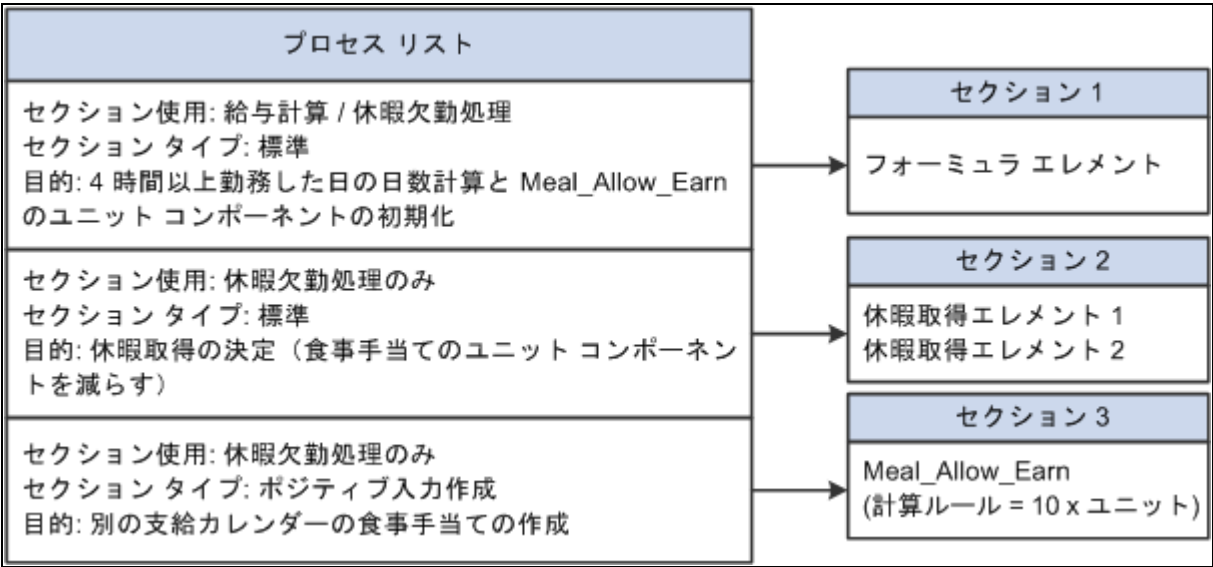 プロセス リスト
セクション使用: 給与計算 / 休暇欠勤処理
セクション タイプ: 標準
目的: 4 時間以上勤務した日の日数計算と Meal_Allow_Earn
のユニット コンポーネントの初期化
セクション 1
フォーミュラ エレメント
セクション使用: 休暇欠勤処理のみ
セクション タイプ: 標準
目的: 休暇取得の決定（食事手当てのユニット コンポーネン
トを減らす）
セクション 2
休暇取得エレメント 1
休暇取得エレメント 2
セクション使用: 休暇欠勤処理のみ
セクション タイプ: ポジティブ入力作成
目的: 別の支給カレンダーの食事手当ての作成
セクション 3
Meal_Allow_Earn
(計算ルール = 10 x ユニット)